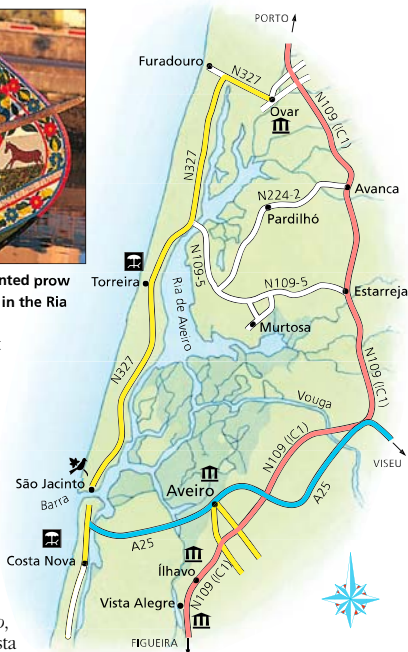 PORTO
Furadouro
N327
Ovar
N109 (IC1)
N327
N224-2
Avanca
Pardilhó
nted prow
in the Ria
Torreira
Ria de Aveiro
N109-5
N109-5
Estarreja
Murtosa
N327
N109 (IC1)
Vouga
N109 (IC1)
VISEU
São Jacinto
Barra
Aveiro
A25
A25
Costa Nova
Ílhavo
N109 (IC1)
Vista Alegre
FIGUEIRA
o,
sta